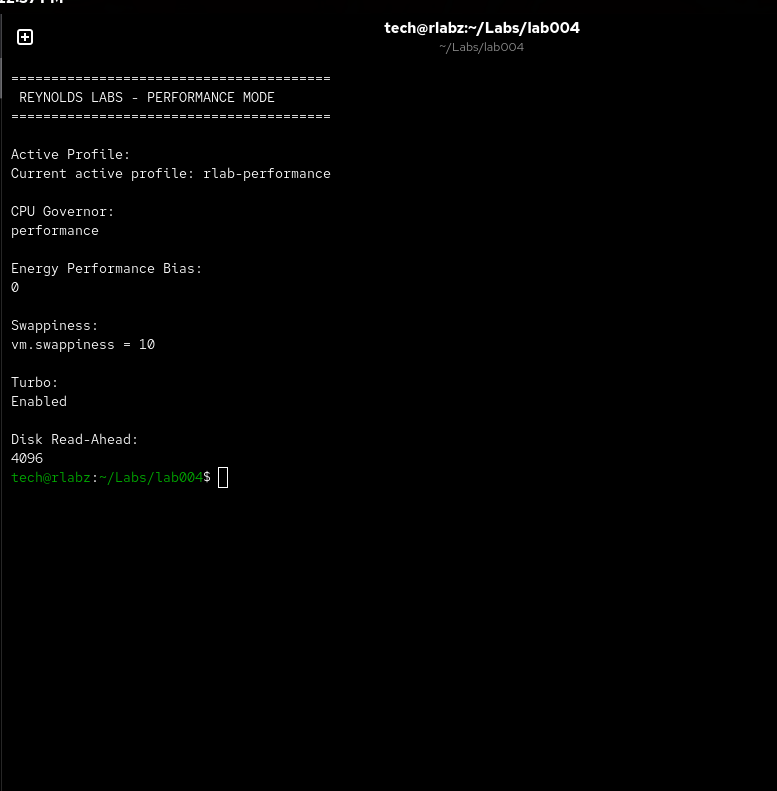 tech@rlabz:~/Labs/lab004
~/Labs/lab004
========================================
REYNOLDS LABS - PERFORMANCE MODE
========================================
Active Profile:
Current active profile: rlab-performance
CPU Governor:
performance
Energy Performance Bias:
0
Swappiness:
vm.swappiness = 10
Turbo:
Enabled
Disk Read-Ahead:
4096
tech@rlabz:~/Labs/lab004$